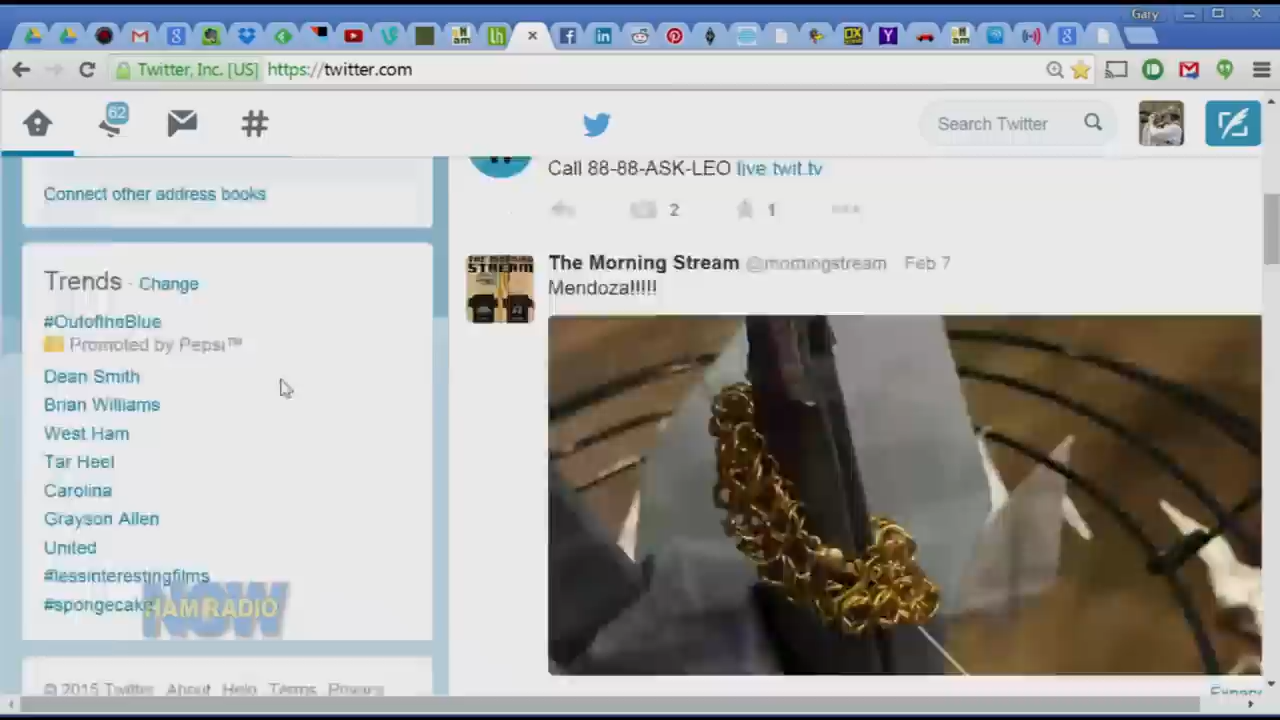 Gary
Twitter, Inc. [US] https://twitter.com
62
Search Twitter
Connect other address books
Call 88-88-ASK-LEO live twit.tv
2
1
Trends · Change
#OutoftheBlue
Promoted by Pepsi™
Dean Smith
Brian Williams
West Ham
Tar Heel
Carolina
Grayson Allen
United
#lessinterestingfilms
#spongecake
HAM RADIO
NOW
The Morning Stream @morningstream Feb 7
Mendoza!!!!!
© 2015 Twitter About Help Terms Privacy